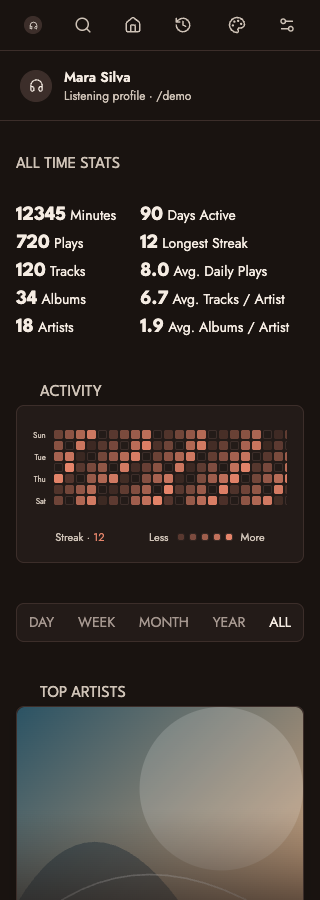 Mara Silva
Listening profile · /demo
ALL TIME STATS
12345 Minutes
90 Days Active
720 Plays
12 Longest Streak
120 Tracks
8.0 Avg. Daily Plays
34 Albums
6.7 Avg. Tracks / Artist
18 Artists
1.9 Avg. Albums / Artist
ACTIVITY
Sun
Tue
Thu
Sat
Streak · 12
Less
More
DAY WEEK MONTH YEAR ALL
TOP ARTISTS